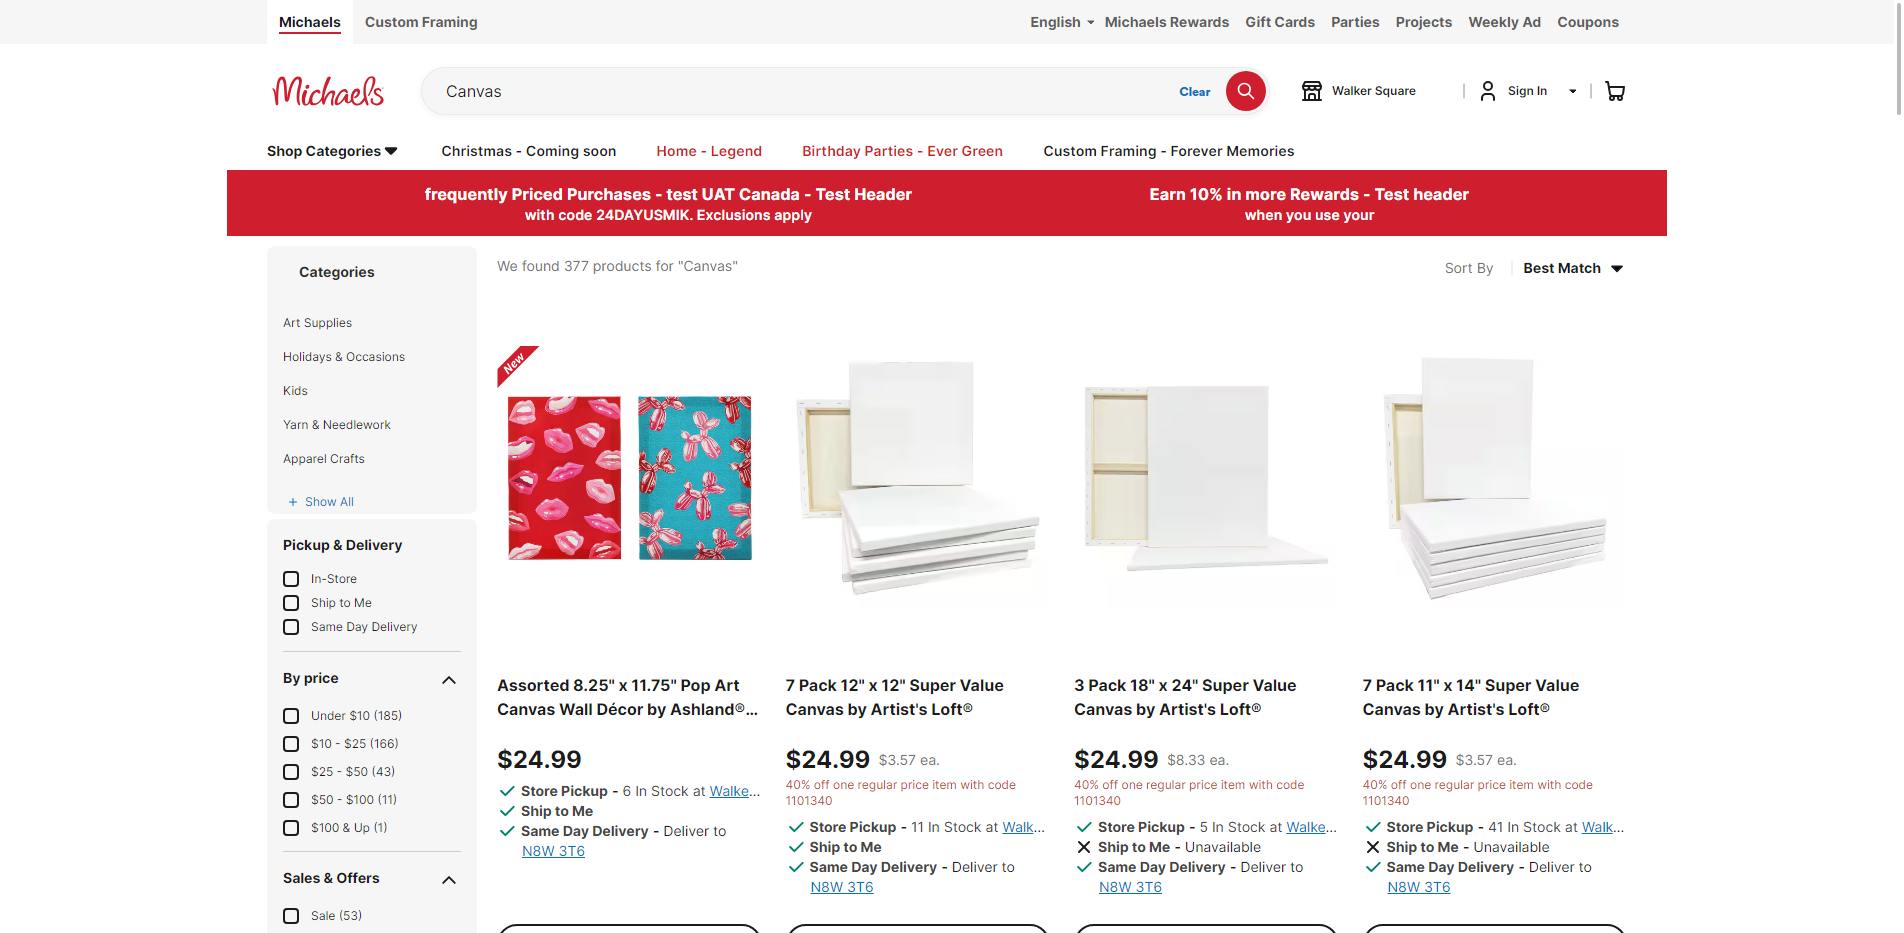 Michaels
Custom Framing
English
Michaels Rewards
Gift Cards
Parties
Projects
Weekly Ad
Coupons
Michaels
Canvas
Clear
Walker Square
Sign In
Shop Categories
Christmas - Coming soon
Home - Legend
Birthday Parties - Ever Green
Custom Framing - Forever Memories
frequently Priced Purchases - test UAT Canada - Test Header
with code 24DAYUSMIK. Exclusions apply
Earn 10% in more Rewards - Test header
when you use your
Categories
Art Supplies
Holidays & Occasions
Kids
Yarn & Needlework
Apparel Crafts
+ Show All
Pickup & Delivery
In-Store
Ship to Me
Same Day Delivery
By price
Under $10 (185)
$10 - $25 (166)
$25 - $50 (43)
$50 - $100 (11)
$100 & Up (1)
Sales & Offers
Sale (53)
We found 377 products for "Canvas"
Sort By
Best Match
New
Assorted 8.25" x 11.75" Pop Art
Canvas Wall Décor by Ashland®...
$24.99
Store Pickup - 6 In Stock at Walke...
Ship to Me
Same Day Delivery - Deliver to
N8W 3T6
7 Pack 12" x 12" Super Value
Canvas by Artist's Loft®
$24.99 $3.57 ea.
40% off one regular price item with code
1101340
Store Pickup - 11 In Stock at Walk...
Ship to Me
Same Day Delivery - Deliver to
N8W 3T6
3 Pack 18" x 24" Super Value
Canvas by Artist's Loft®
$24.99 $8.33 ea.
40% off one regular price item with code
1101340
Store Pickup - 5 In Stock at Walke...
Ship to Me - Unavailable
Same Day Delivery - Deliver to
N8W 3T6
7 Pack 11" x 14" Super Value
Canvas by Artist's Loft®
$24.99 $3.57 ea.
40% off one regular price item with code
1101340
Store Pickup - 41 In Stock at Walk...
Ship to Me - Unavailable
Same Day Delivery - Deliver to
N8W 3T6